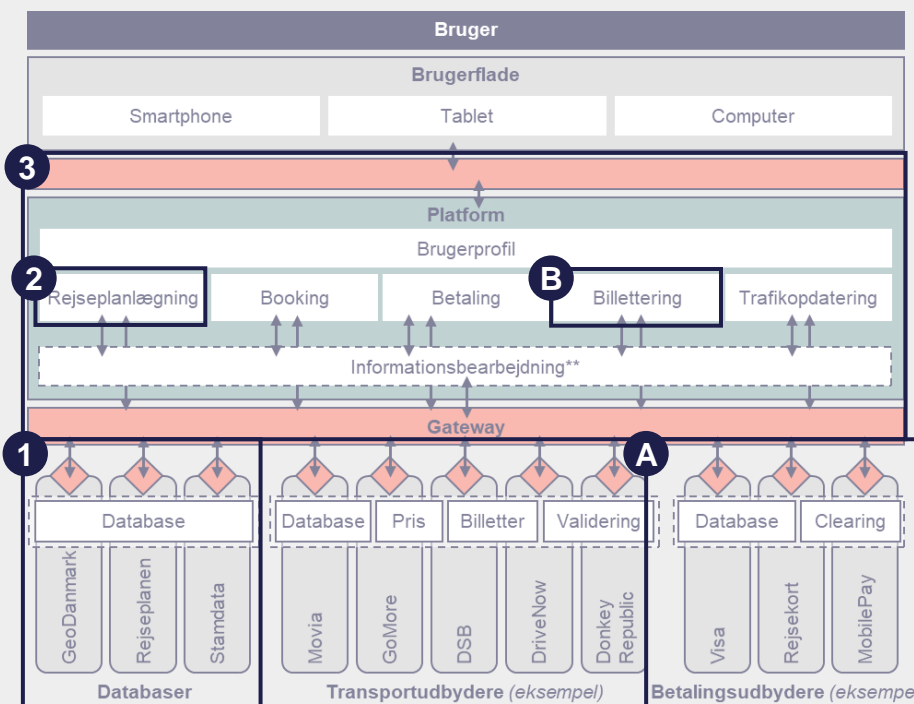 Bruger
Brugerflade
Smartphone
Tablet
Computer
3
Platform
Brugerprofil
2
B
Rejseplanlægning
Booking
Betaling
Billettering
Trafikopdatering
Informationsbearbejdning**
Gateway
1
A
Database
Database
Pris
Billetter
Validering
Database
Clearing
GeoDanmark
Rejseplanen
Stamdata
Movia
GoMore
DSB
DriveNow
Donkey
Republic
Visa
Rejsekort
MobilePay
Databaser
Transportudbydere (eksempel)
Betalingsudbydere (eksempe